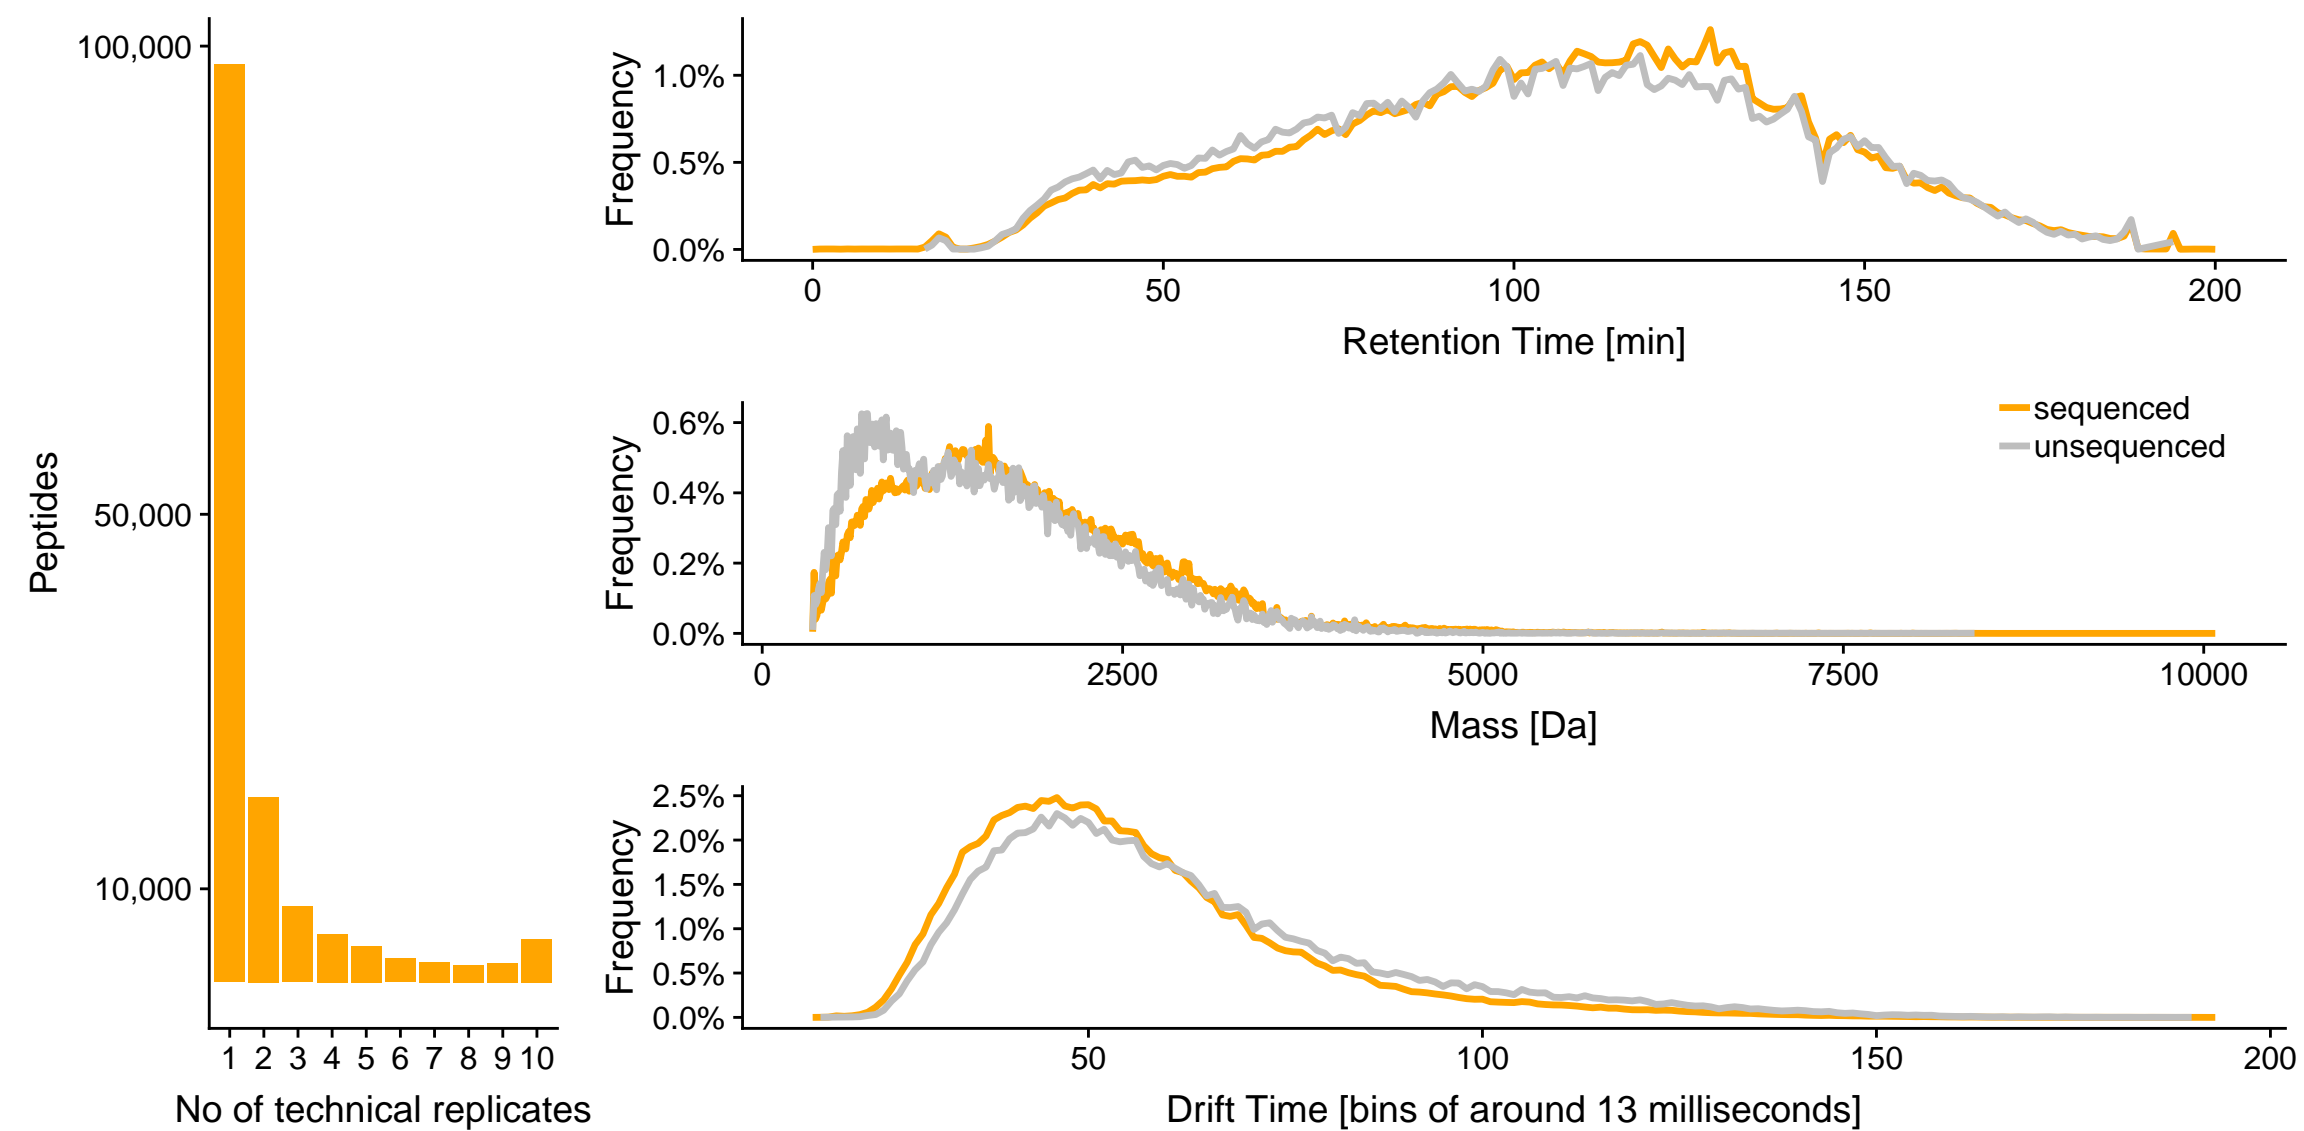 100,000
50,000
10,000
Peptides
1 2 3 4 5 6 7 8 9 10
No of technical replicates
1.0%
0.5%
0.0%
Frequency
0 50 100 150 200
Retention Time [min]
sequenced
unsequenced
0.6%
0.4%
0.2%
0.0%
Frequency
0 2500 5000 7500 10000
Mass [Da]
2.5%
2.0%
1.5%
1.0%
0.5%
0.0%
Frequency
50 100 150 200
Drift Time [bins of around 13 milliseconds]